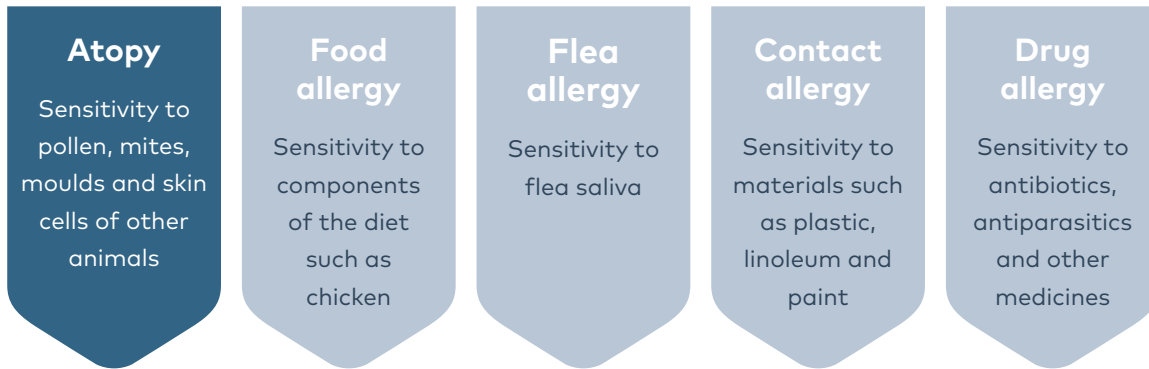 Atopy
Sensitivity to
pollen, mites,
moulds and skin
cells of other
animals
Food
allergy
Sensitivity to
components
of the diet
such as
chicken
Flea
allergy
Sensitivity to
flea saliva
Contact
allergy
Sensitivity to
materials such
as plastic,
linoleum and
paint
Drug
allergy
Sensitivity to
antibiotics,
antiparasitics
and other
medicines